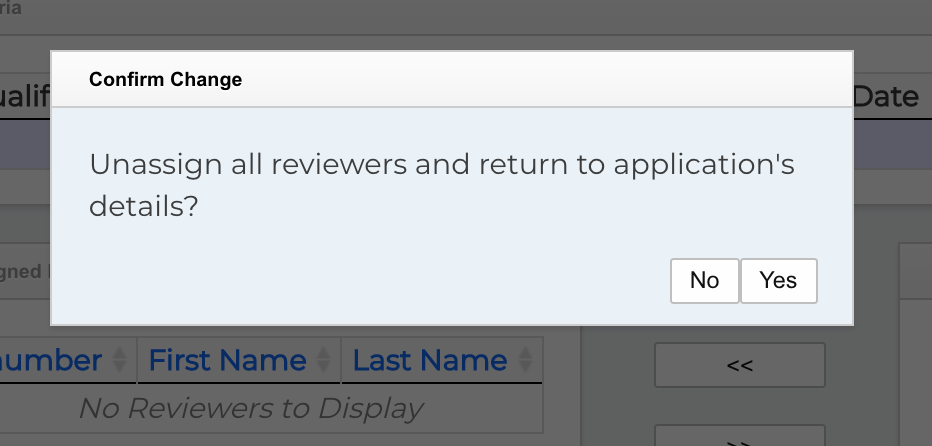 ria
Confirm Change
Date
Unassign all reviewers and return to application's
details?
No Yes
number First Name Last Name
<<
No Reviewers to Display